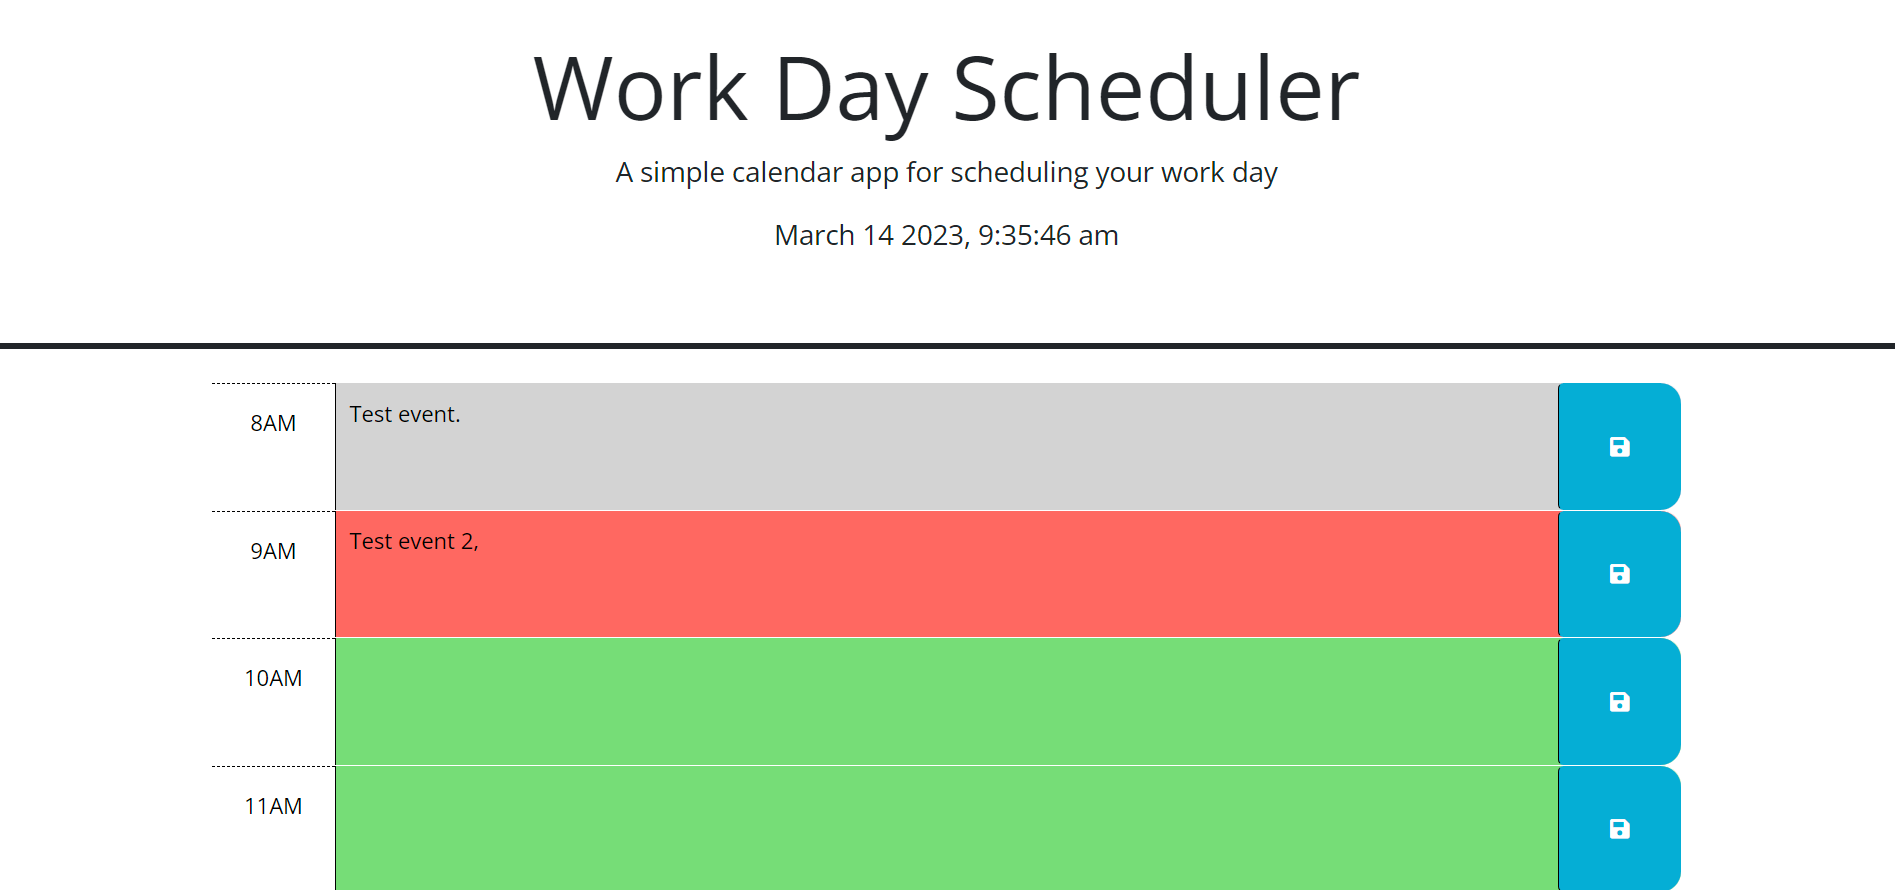 Work Day Scheduler
A simple calendar app for scheduling your work day
March 14 2023, 9:35:46 am
8AM
Test event.
9AM
Test event 2,
10AM
11AM